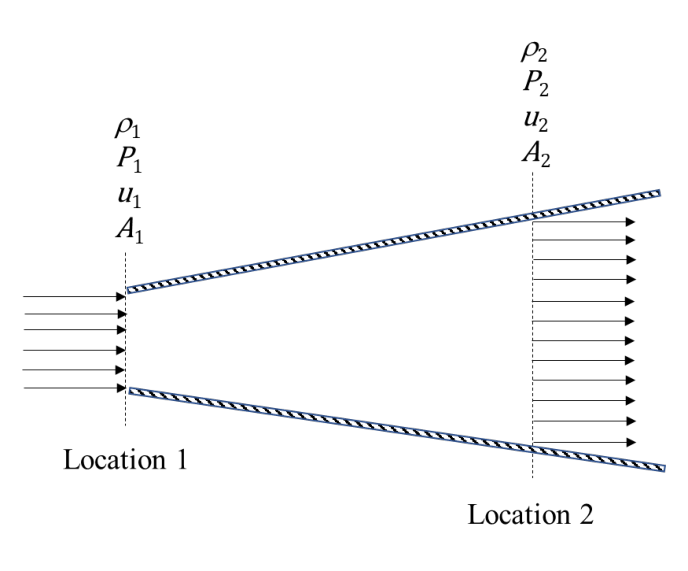 ρ₂
P₂
u₂
A₂
ρ₁
P₁
u₁
A₁
Location 1
Location 2